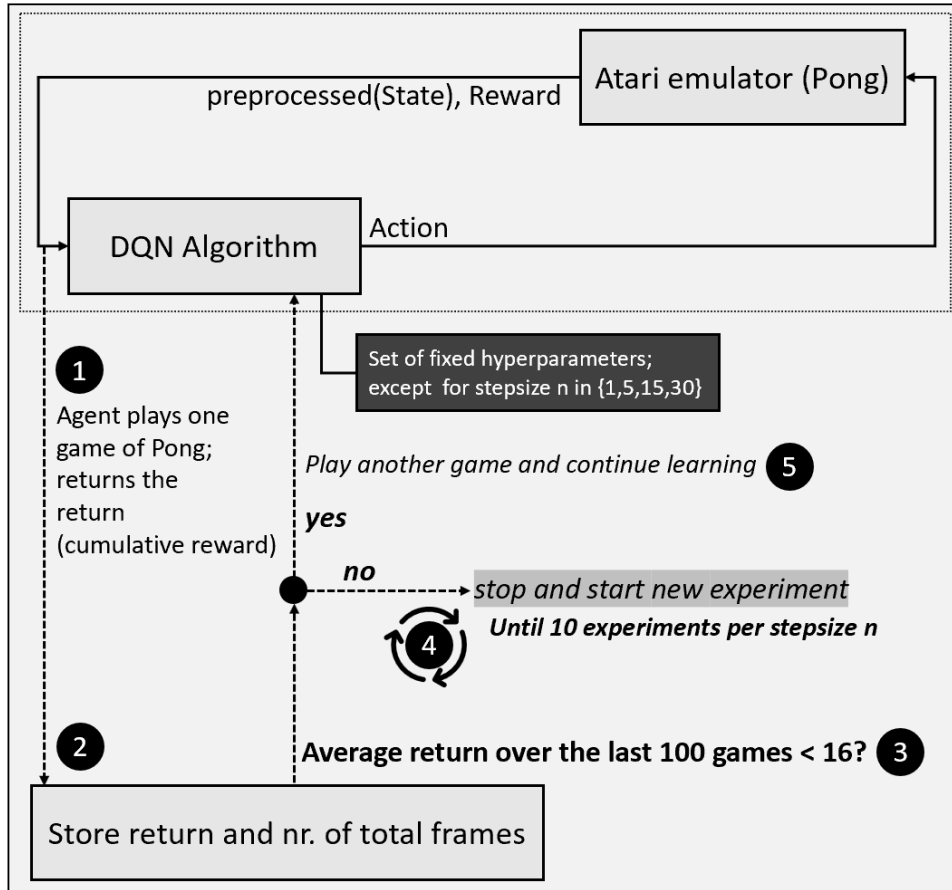 Atari emulator (Pong)
preprocessed(State), Reward
DQN Algorithm
Action
Set of fixed hyperparameters;
except for stepsize n in {1,5,15,30}
1
Agent plays one
game of Pong;
returns the
return
(cumulative reward)
Play another game and continue learning 5
yes
no
stop and start new experiment
Until 10 experiments per stepsize n
4
2
Average return over the last 100 games < 16? 3
Store return and nr. of total frames